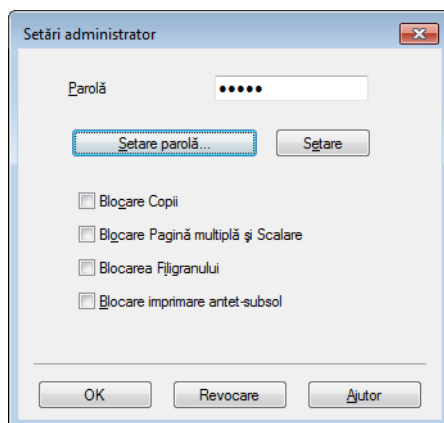 Setări administrator
Parolă
Setare parolă...
Setare
Blocare Copii
Blocare Pagină multiplă şi Scalare
Blocarea Filigranului
Blocare imprimare antet-subsol
OK
Revocare
Ajutor